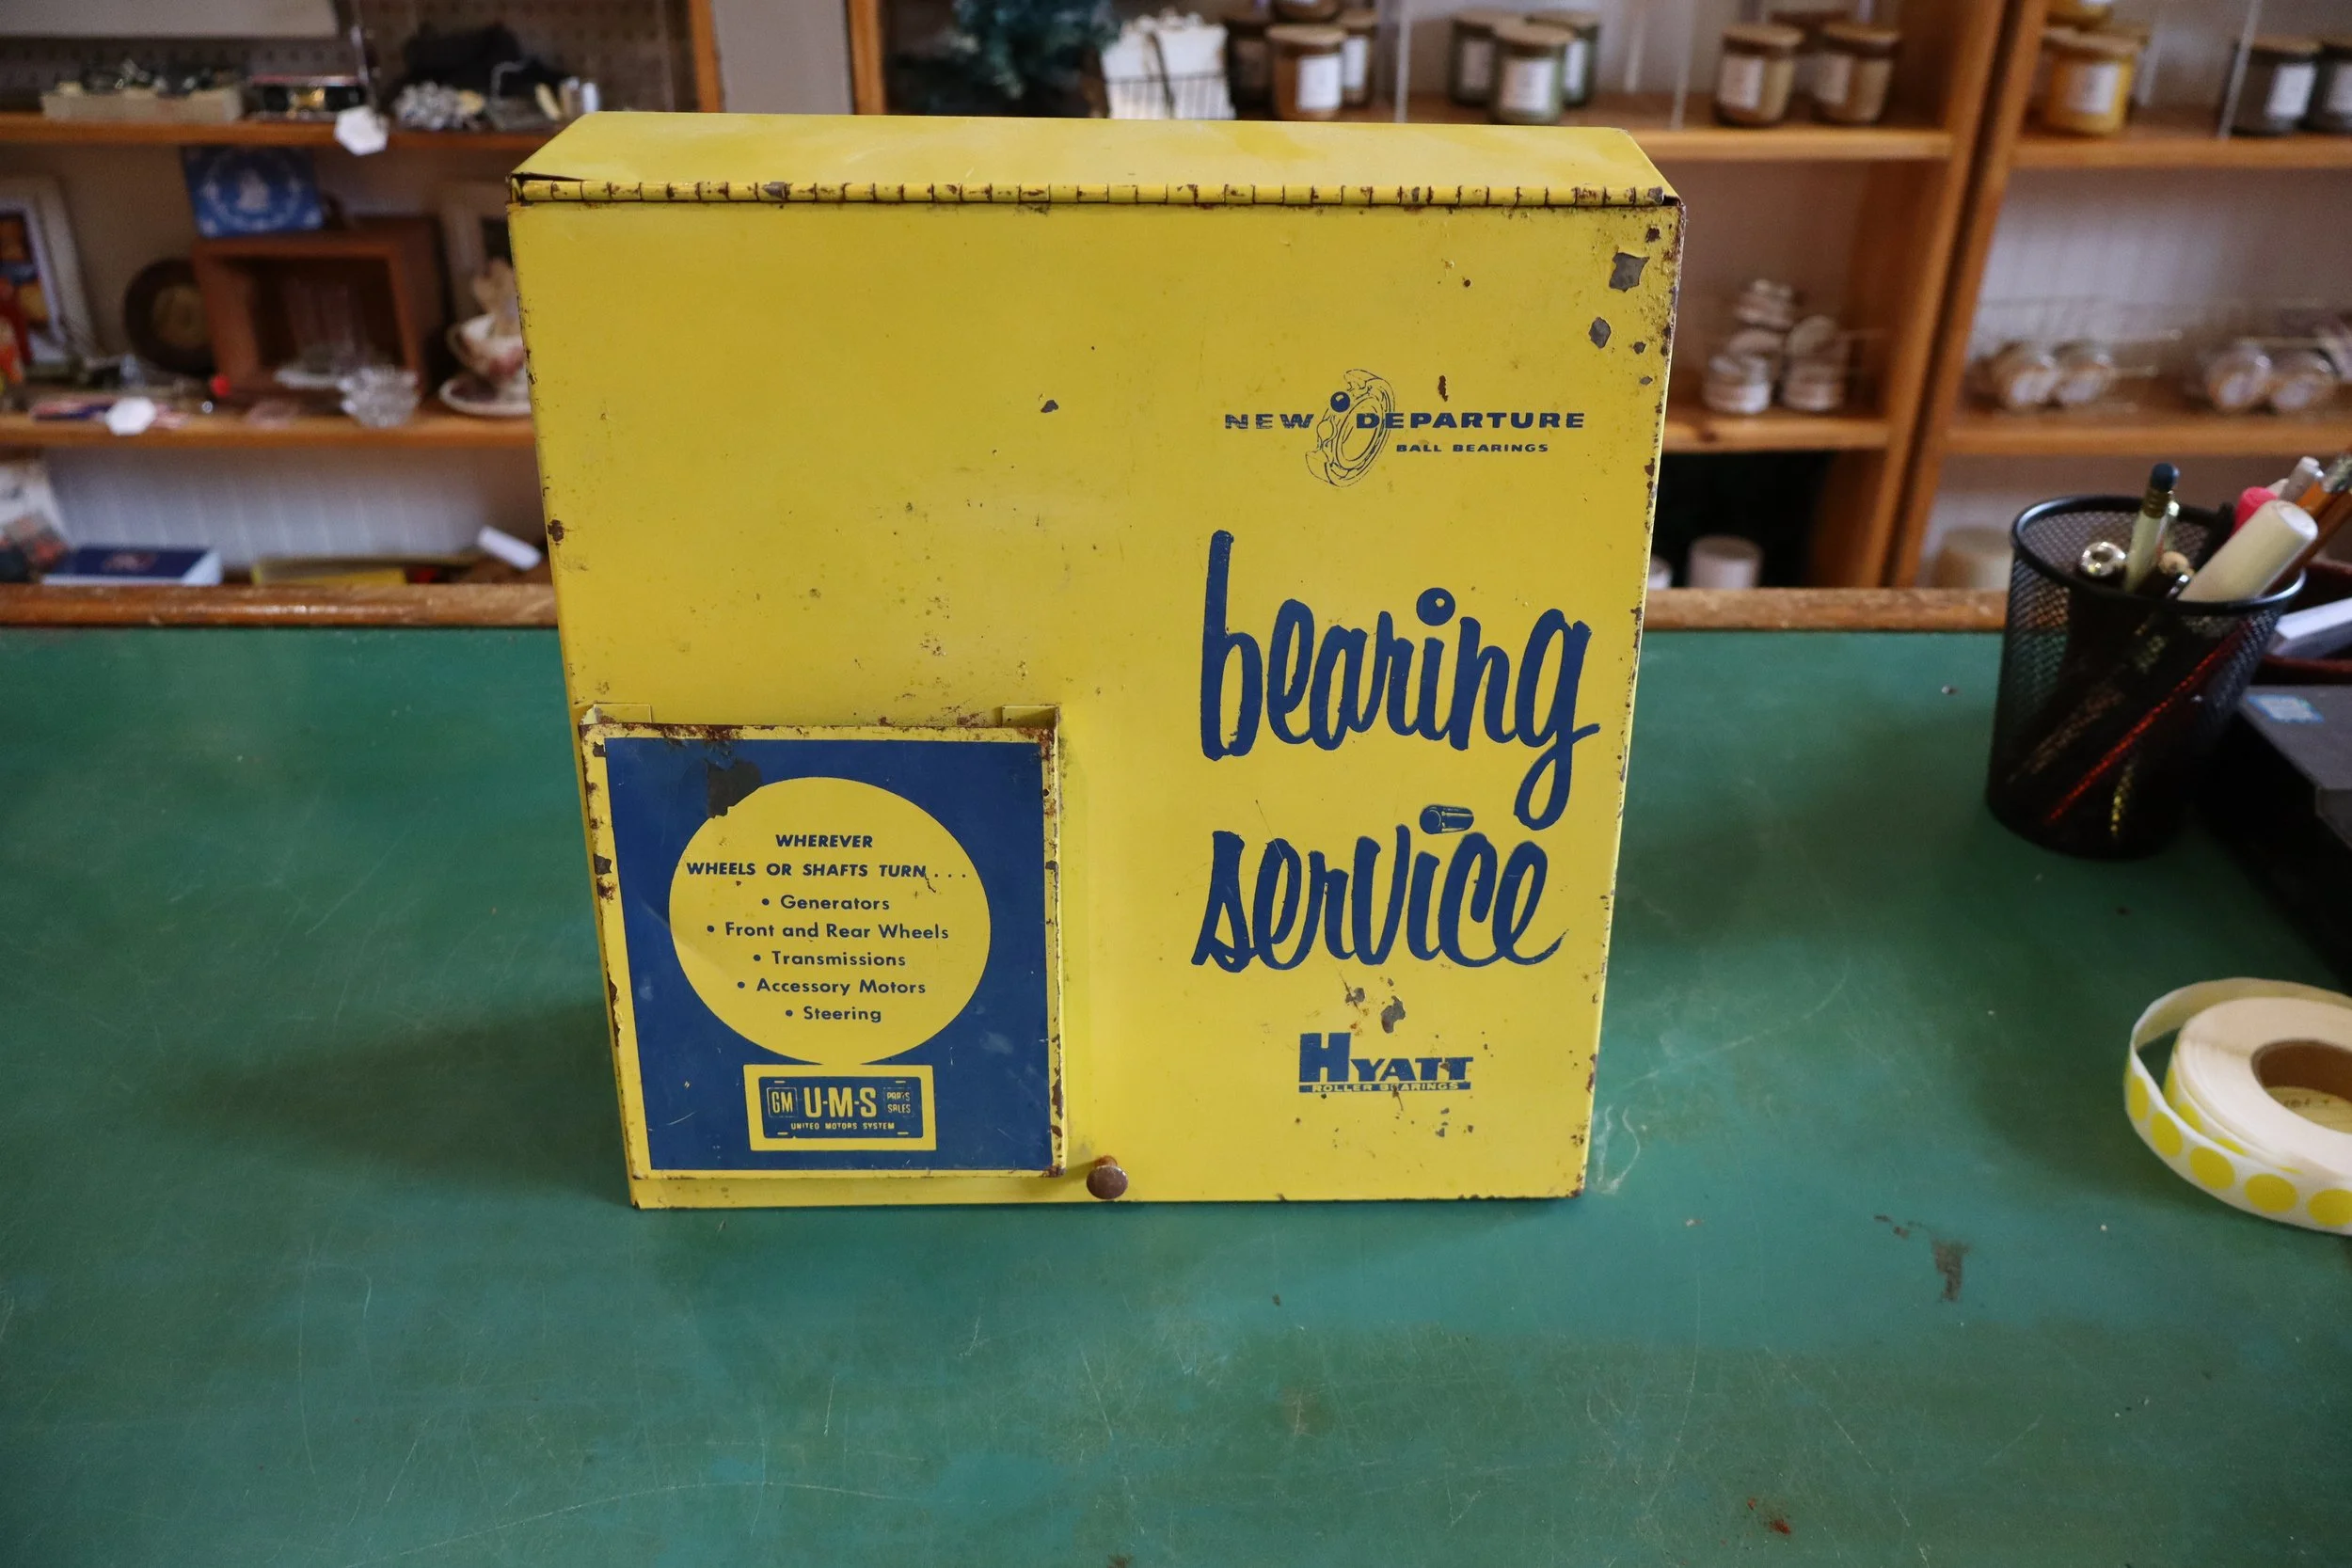 NEW DEPARTURE
BALL BEARINGS
bearing
service
HYATT
ROLLER BEARINGS
WHEREVER
WHEELS OR SHAFTS TURN...
• Generators
• Front and Rear Wheels
• Transmissions
• Accessory Motors
• Steering
GM U·M·S PARTS SALES
UNITED MOTORS SYSTEM